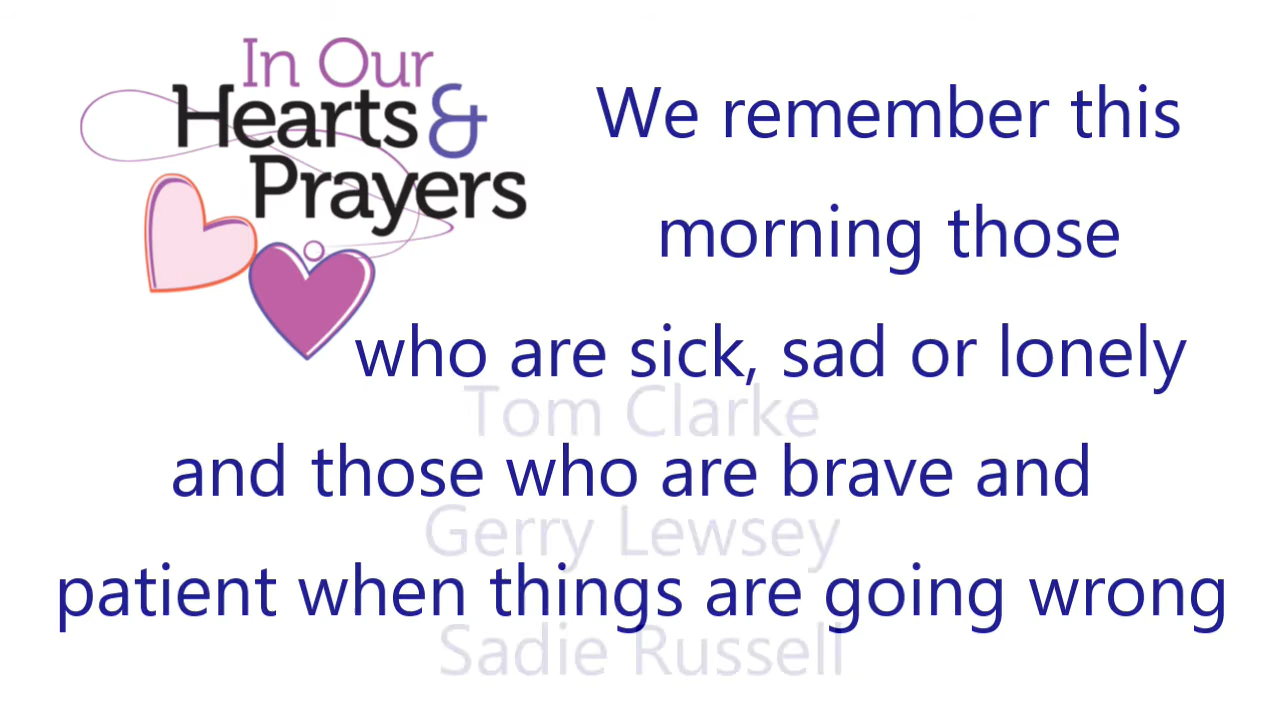 In Our
Hearts &
Prayers
We remember this
morning those
who are sick, sad or lonely
Tom Clarke
and those who are brave and
Gerry Lewsey
patient when things are going wrong
Sadie Russell